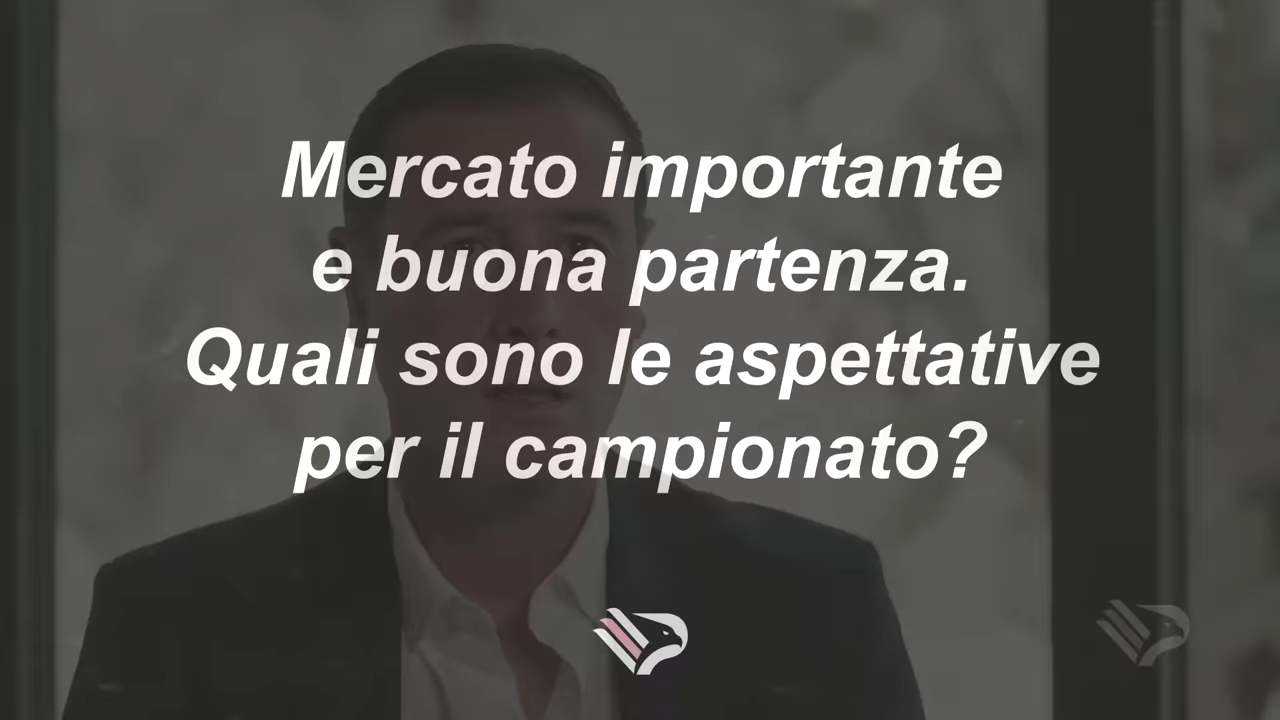 Mercato importante
e buona partenza.
Quali sono le aspettative
per il campionato?